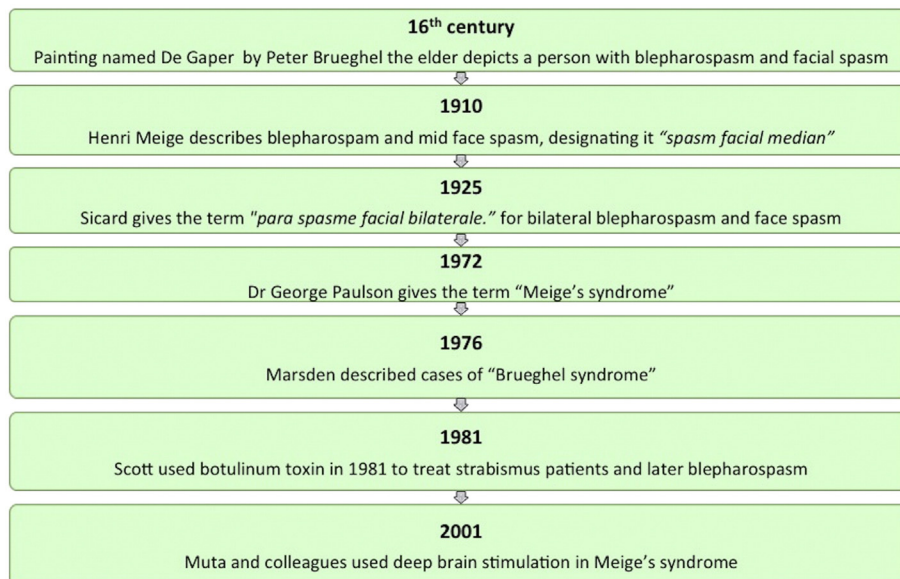 16th century
Painting named De Gaper by Peter Brueghel the elder depicts a person with blepharospasm and facial spasm
1910
Henri Meige describes blepharospam and mid face spasm, designating it “spasm facial median”
1925
Sicard gives the term "para spasme facial bilaterale.” for bilateral blepharospasm and face spasm
1972
Dr George Paulson gives the term “Meige’s syndrome”
1976
Marsden described cases of “Brueghel syndrome”
1981
Scott used botulinum toxin in 1981 to treat strabismus patients and later blepharospasm
2001
Muta and colleagues used deep brain stimulation in Meige’s syndrome